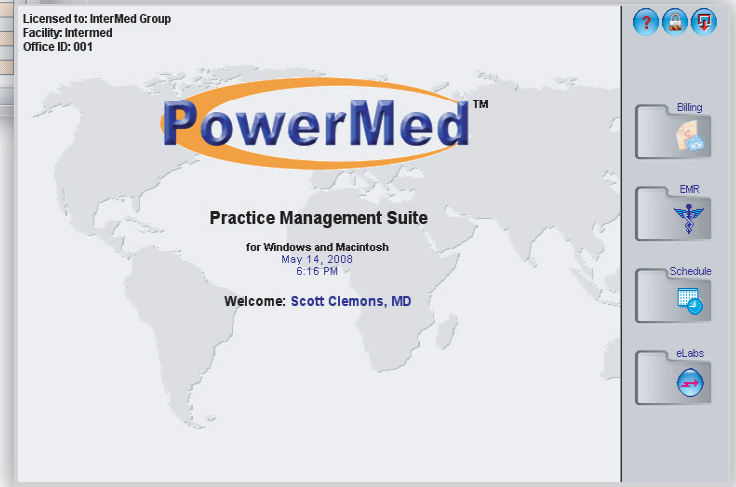 Licensed to: InterMed Group
Facility: Intermed
Office ID: 001
PowerMed™
Practice Management Suite
for Windows and Macintosh
May 14, 2008
6:16 PM
Welcome: Scott Clemons, MD
?
Billing
EMR
Schedule
eLabs